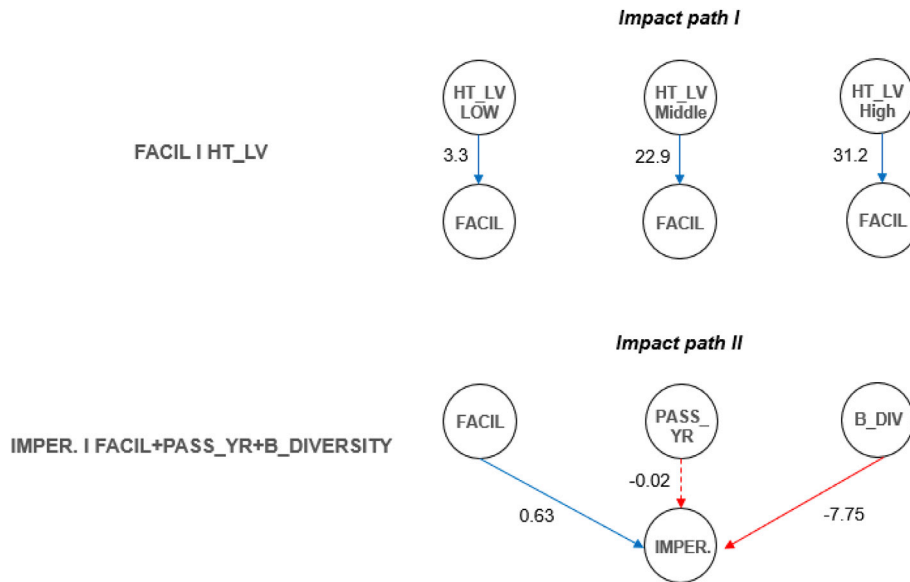 Impact path I
HT_LV
LOW
HT_LV
Middle
HT_LV
High
FACIL I HT_LV
3.3
22.9
31.2
FACIL
FACIL
FACIL
Impact path II
FACIL
PASS_
YR
B_DIV
IMPER. I FACIL+PASS_YR+B_DIVERSITY
-0.02
0.63
-7.75
IMPER.